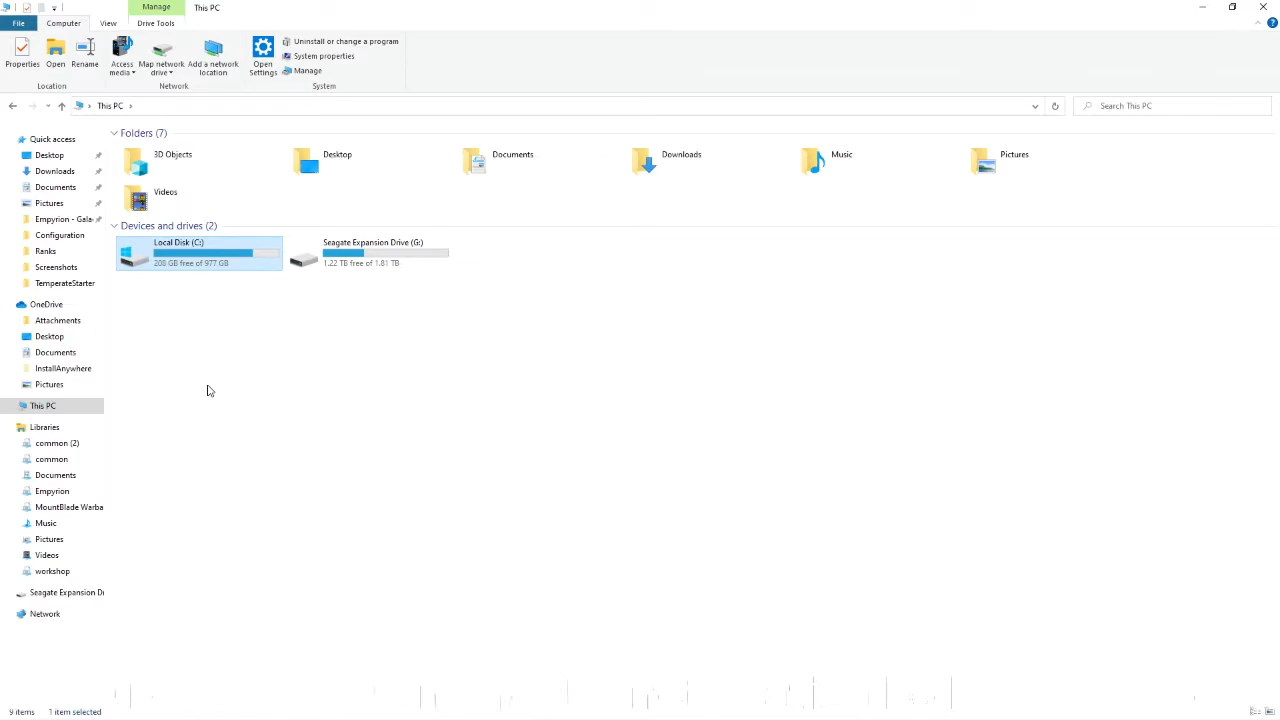 Manage
This PC
File
Computer
View
Drive Tools
Properties
Open
Rename
Access
media
Map network
drive
Add a network
location
Open
Settings
Uninstall or change a program
System properties
Manage
Location
Network
System
This PC
Search This PC
Quick access
Desktop
Downloads
Documents
Pictures
Empyrion - Gala
Configuration
Ranks
Screenshots
TemperateStarter
OneDrive
Attachments
Desktop
Documents
InstallAnywhere
Pictures
This PC
Libraries
common (2)
common
Documents
Empyrion
MountBlade Warba
Music
Pictures
Videos
workshop
Seagate Expansion Dr
Network
Folders (7)
3D Objects
Desktop
Documents
Downloads
Music
Pictures
Videos
Devices and drives (2)
Local Disk (C:)
GB free of 977 GB
Seagate Expansion Drive (G:)
1.22 TB free of 1.81 TB
9 items
1 item selected